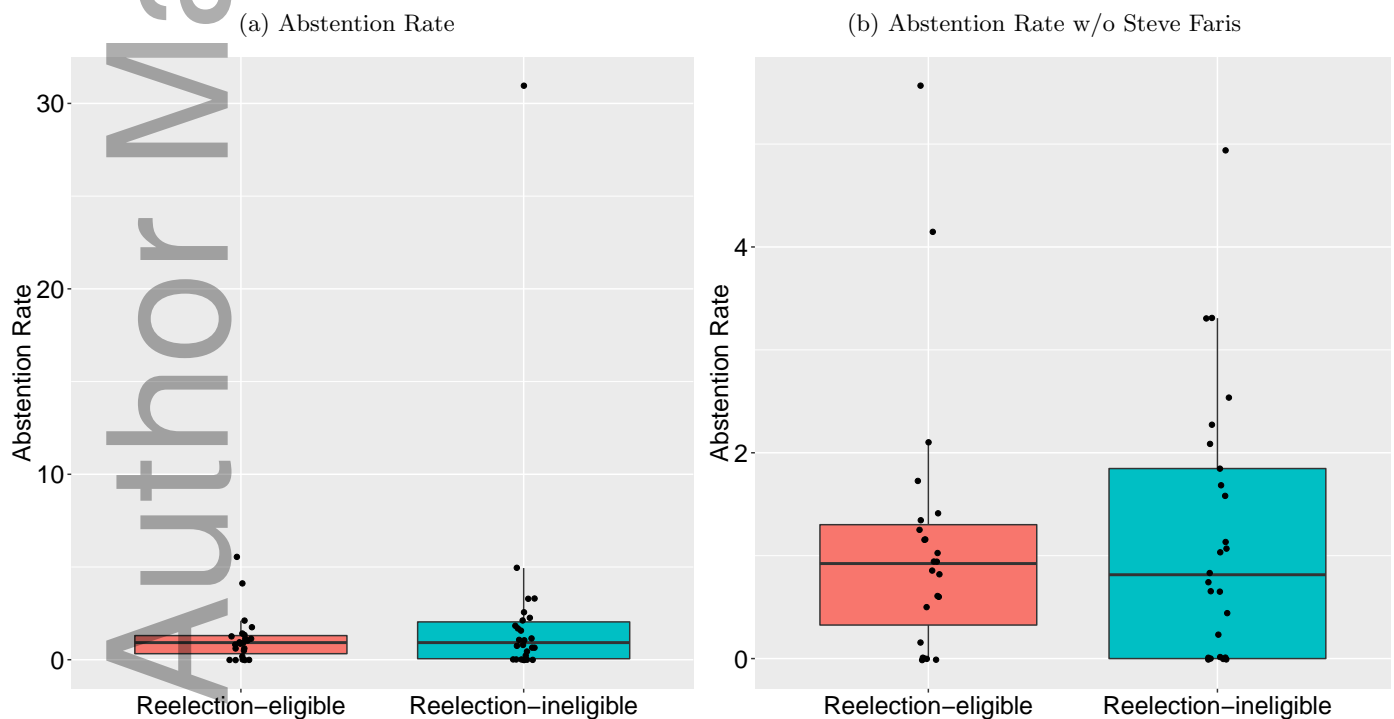 (a) Abstention Rate
(b) Abstention Rate w/o Steve Faris
Abstention Rate
30
20
10
0
Reelection−eligible
Reelection−ineligible
Abstention Rate
4
2
0
Reelection−eligible
Reelection−ineligible
Author Ma